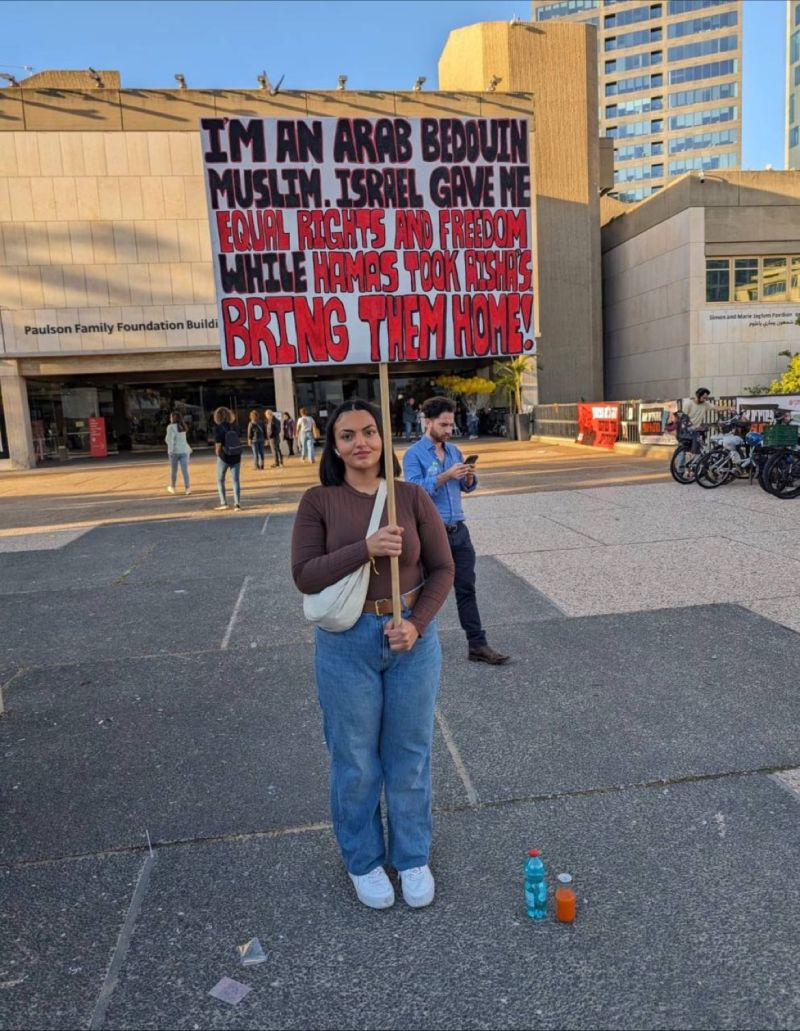 I'M AN ARAB BEDOUIN
MUSLIM. ISRAEL GAVE ME
EQUAL RIGHTS AND FREEDOM
WHILE HAMAS TOOK AISHA'S.
BRING THEM HOME!
Paulson Family Foundation Buildi
Simon and Marie Jaglom Pavilion